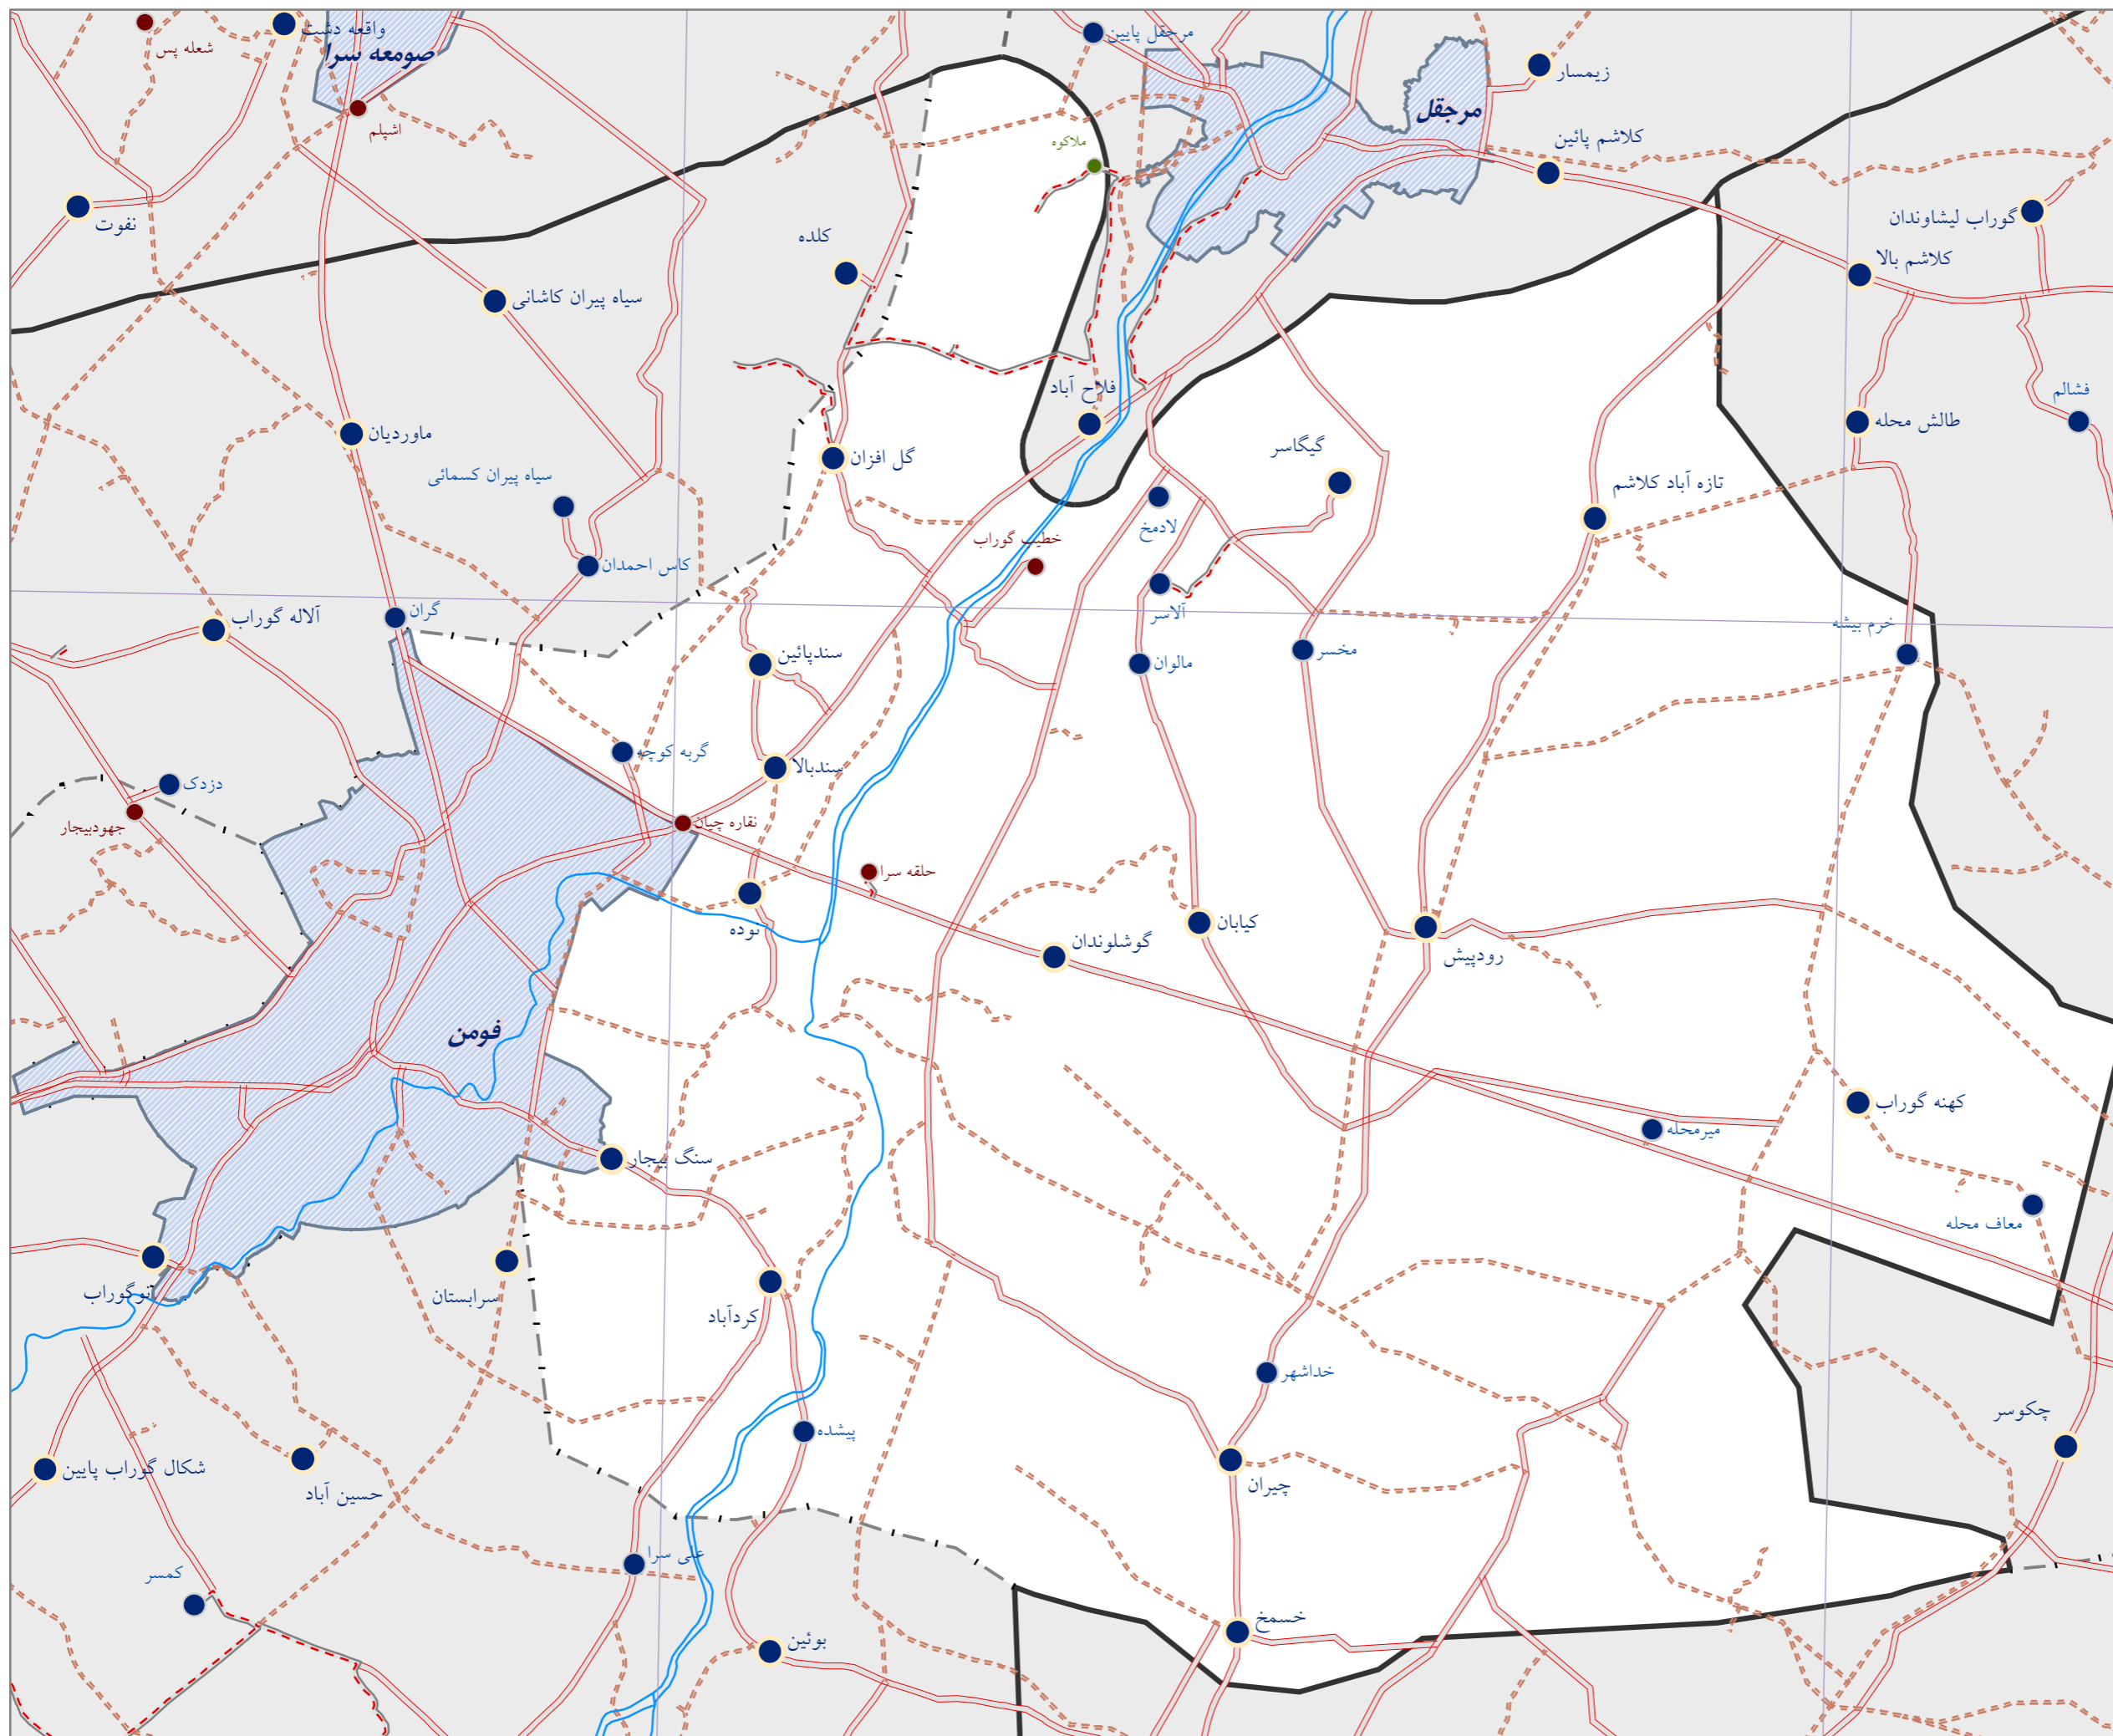 واقعه دشت
شعله پس
صومعه سرا
اشپلم
نفوت
مرجقل پایین
زیمسار
مرجقل
ملاکوه
کلاشم پائین
گوراب لیشاوندان
کلده
کلاشم بالا
سیاه پیران کاشانی
فلاح آباد
فشالم
ماوردیان
طالش محله
گیگاسر
گل افزان
سیاه پیران کسمائی
تازه آباد کلاشم
لادمخ
خطیب گوراب
کاس احمدان
گران
آلاسر
آلاله گوراب
خرم بیشه
سندپائین
مالوان
مخسر
گربه کوچه
سندبالا
دزدک
جهودبیجار
نقاره چیان
حلقه سرا
نوده
کیابان
گوشلوندان
رودپیش
فومن
کهنه گوراب
میرمحله
سنگ بیجار
معاف محله
نوگوراب
سرابستان
کردآباد
خداشهر
چکوسر
پیشده
شکال گوراب پایین
حسین آباد
چیران
علی سرا
کمسر
خسمخ
بوئین